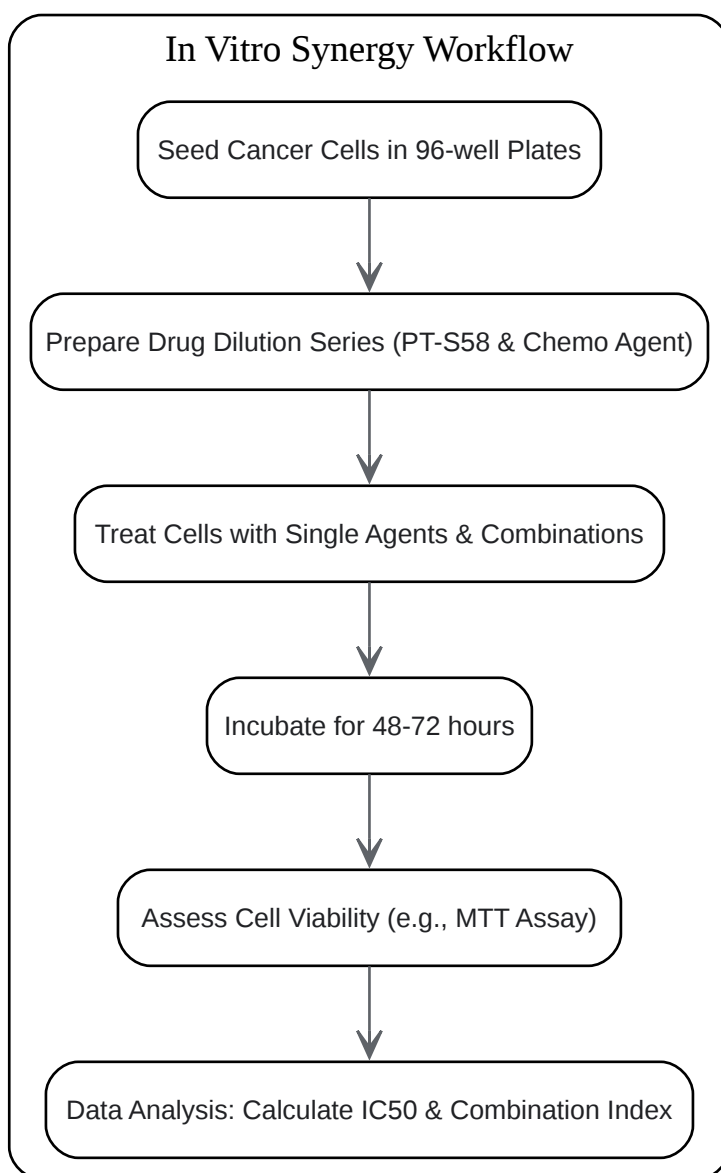 In Vitro Synergy Workflow
Seed Cancer Cells in 96-well Plates
Prepare Drug Dilution Series (PT-S58 & Chemo Agent)
Treat Cells with Single Agents & Combinations
Incubate for 48-72 hours
Assess Cell Viability (e.g., MTT Assay)
Data Analysis: Calculate IC50 & Combination Index